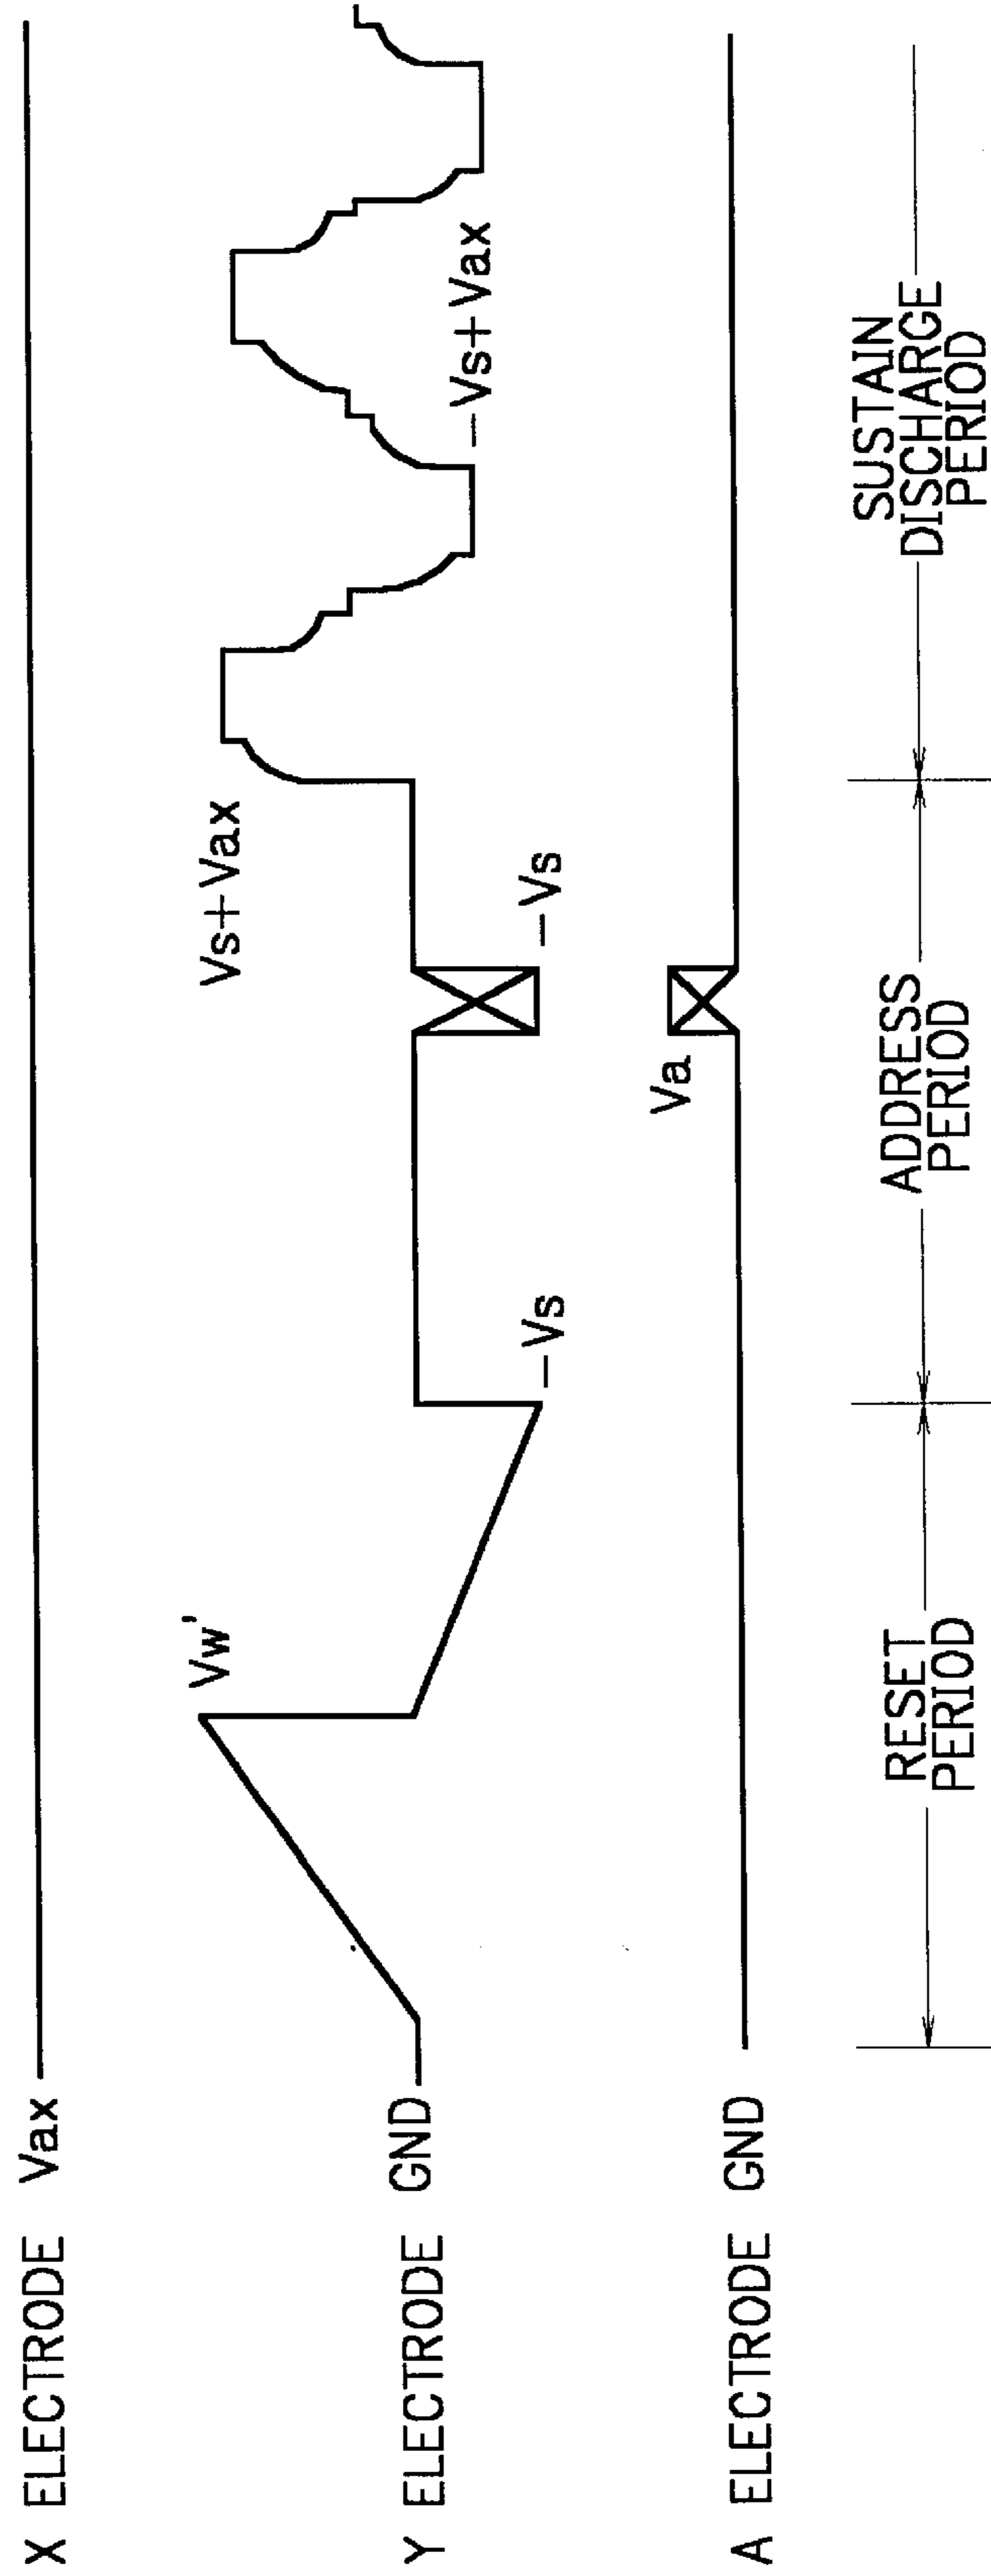 X ELECTRODE Vax
Vw'
Vs+Vax
−Vs+Vax
Y ELECTRODE GND
−Vs
−Vs
Va
A ELECTRODE GND
RESET
PERIOD
ADDRESS
PERIOD
SUSTAIN
DISCHARGE
PERIOD